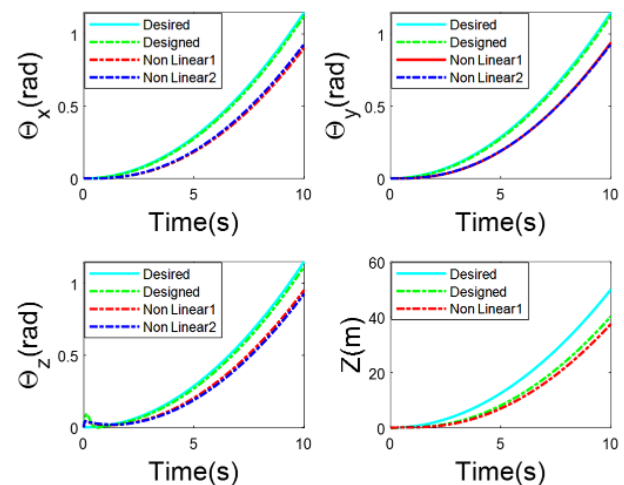 Desired
Designed
Non Linear1
Non Linear2
1
0.5
0
0 5 10
Θx(rad)
Time(s)
Desired
Designed
Non Linear1
Non Linear2
1
0.5
0
0 5 10
Θy(rad)
Time(s)
Desired
Designed
Non Linear1
Non Linear2
1
0.5
0
0 5 10
Θz(rad)
Time(s)
Desired
Designed
Non Linear1
60
40
20
0
0 5 10
Z(m)
Time(s)